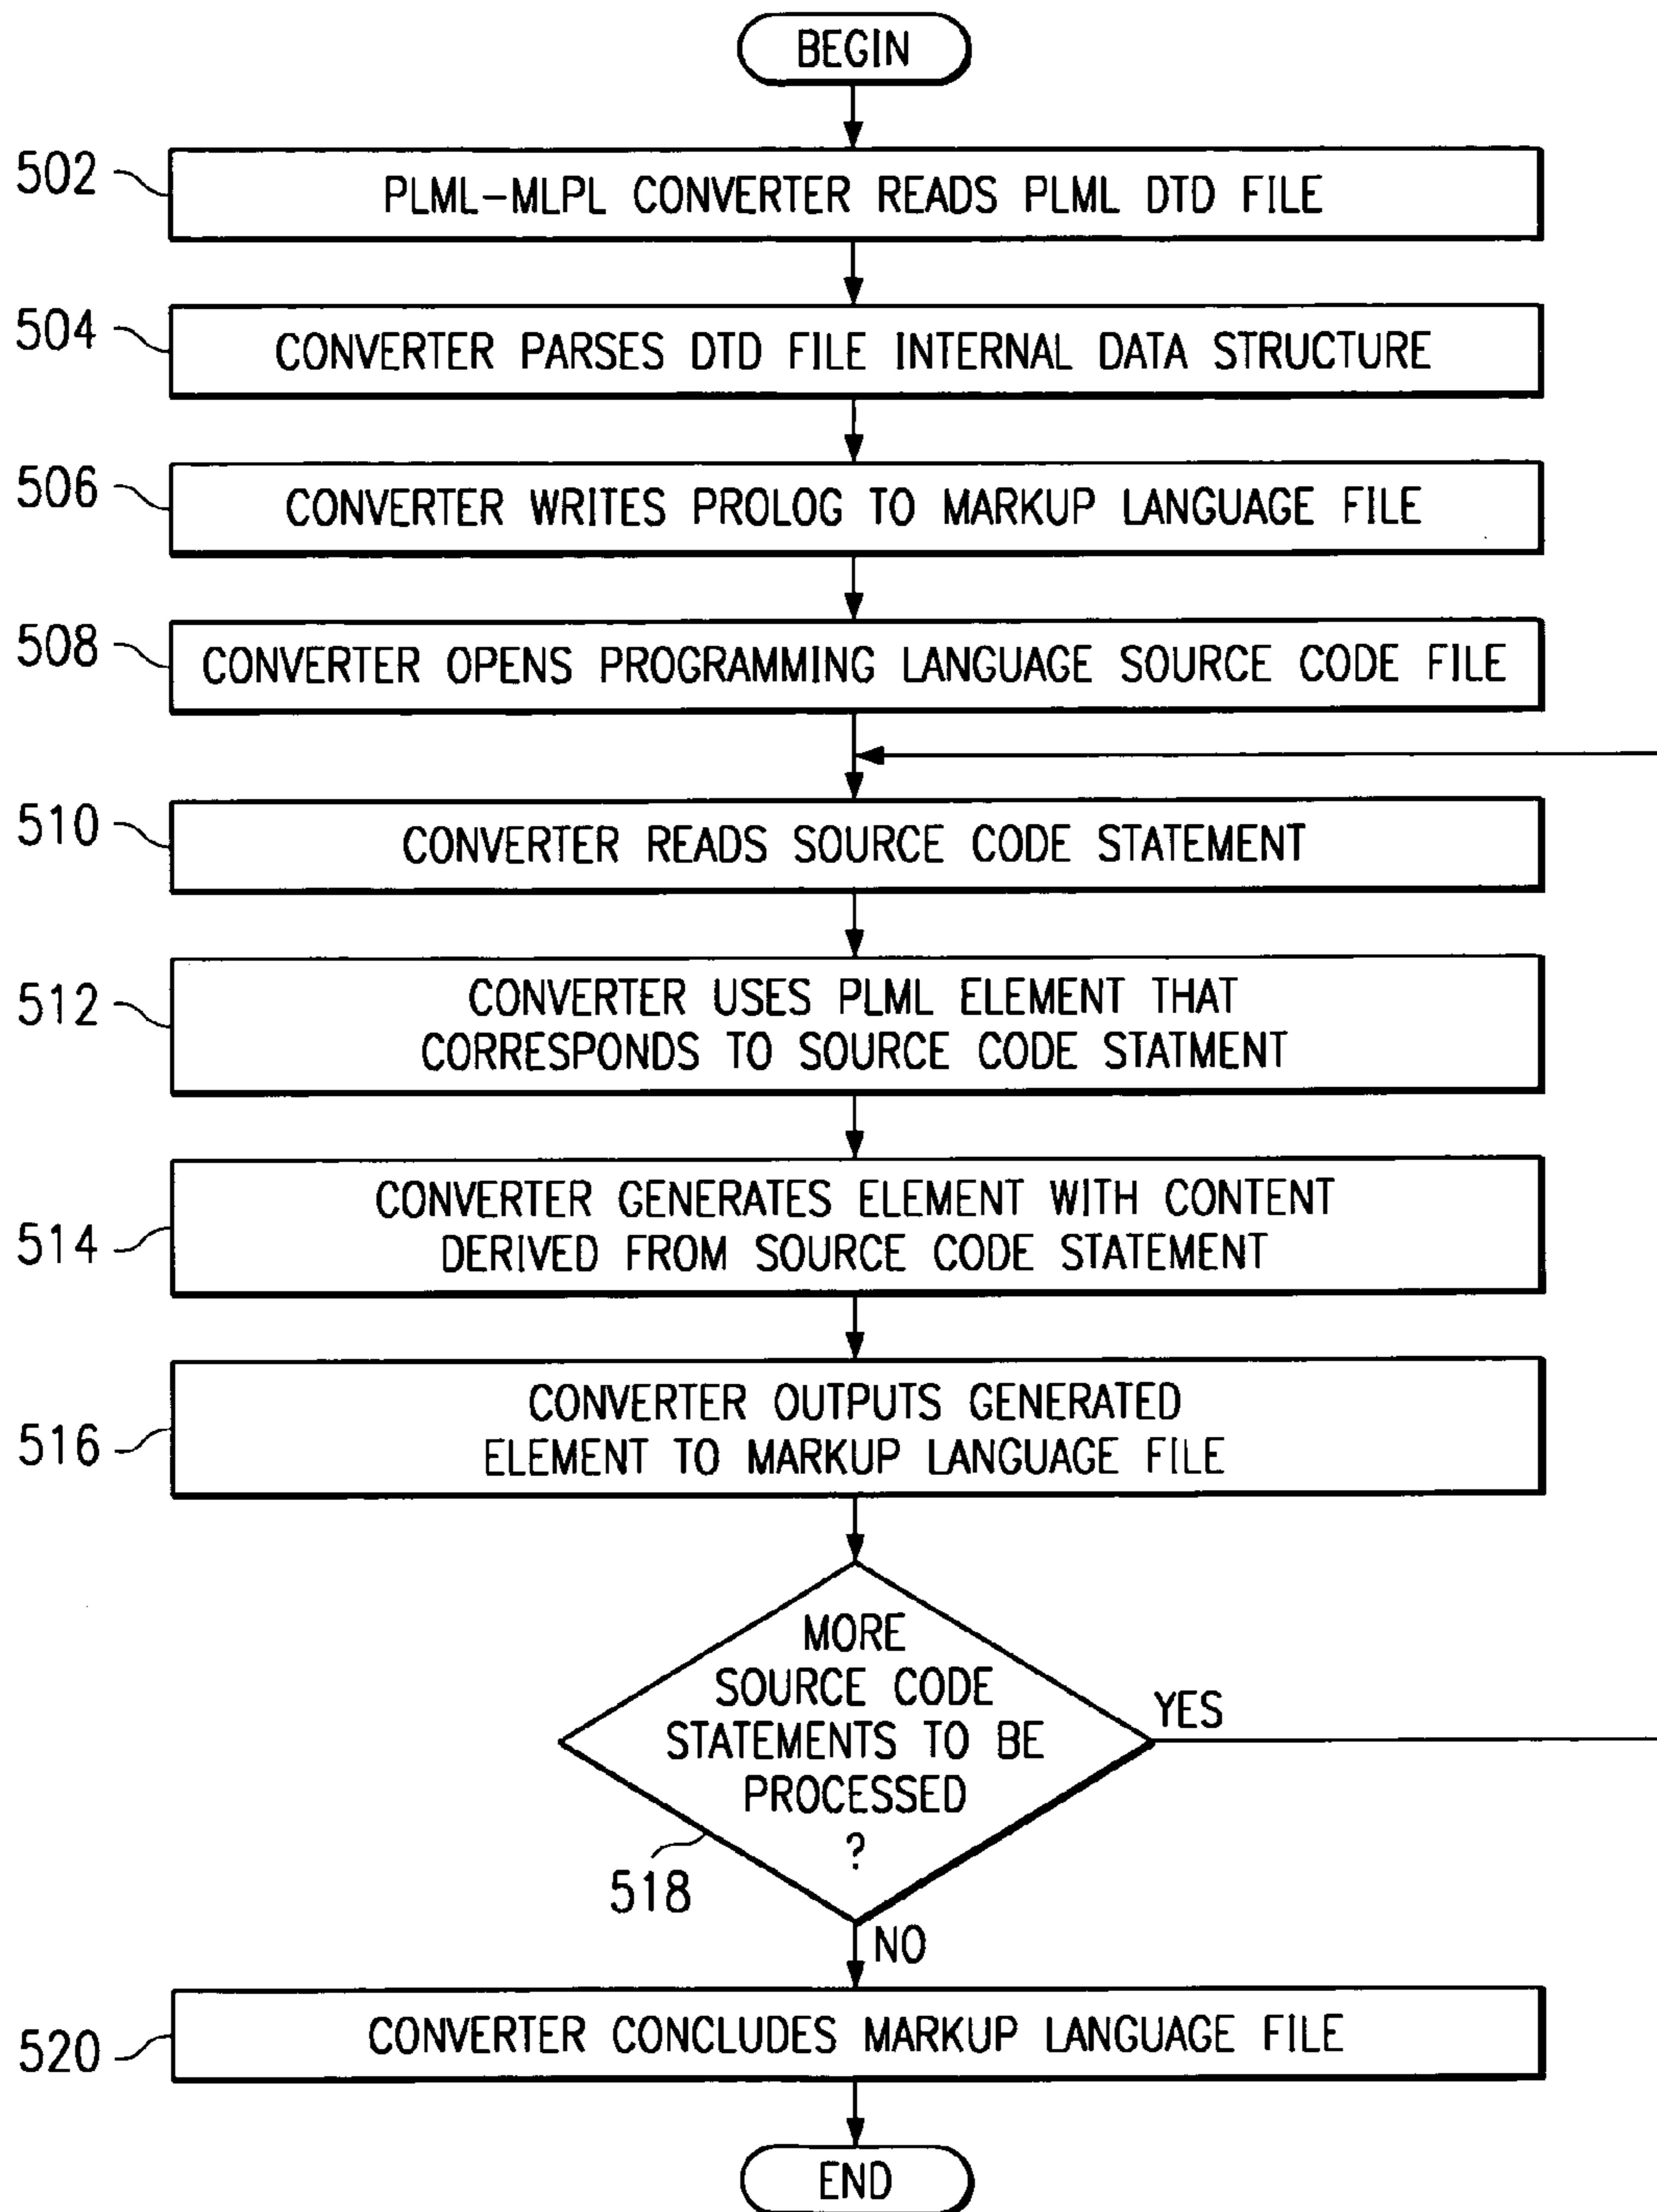 BEGIN
502
PLML-MLPL CONVERTER READS PLML DTD FILE
504
CONVERTER PARSES DTD FILE INTERNAL DATA STRUCTURE
506
CONVERTER WRITES PROLOG TO MARKUP LANGUAGE FILE
508
CONVERTER OPENS PROGRAMMING LANGUAGE SOURCE CODE FILE
510
CONVERTER READS SOURCE CODE STATEMENT
512
CONVERTER USES PLML ELEMENT THAT
CORRESPONDS TO SOURCE CODE STATMENT
514
CONVERTER GENERATES ELEMENT WITH CONTENT
DERIVED FROM SOURCE CODE STATEMENT
516
CONVERTER OUTPUTS GENERATED
ELEMENT TO MARKUP LANGUAGE FILE
MORE
SOURCE CODE
STATEMENTS TO BE
PROCESSED
?
YES
518
NO
520
CONVERTER CONCLUDES MARKUP LANGUAGE FILE
END